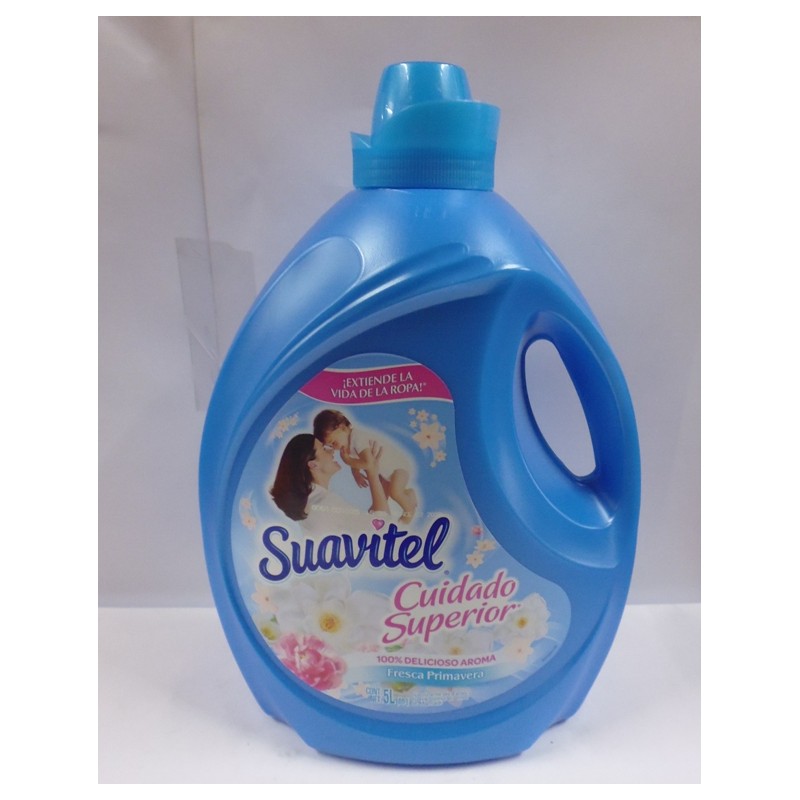 ¡EXTIENDE LA
VIDA DE LA ROPA!*
Suavitel
Cuidado
Superior
100% DELICIOSO AROMA
Fresca Primavera
5L